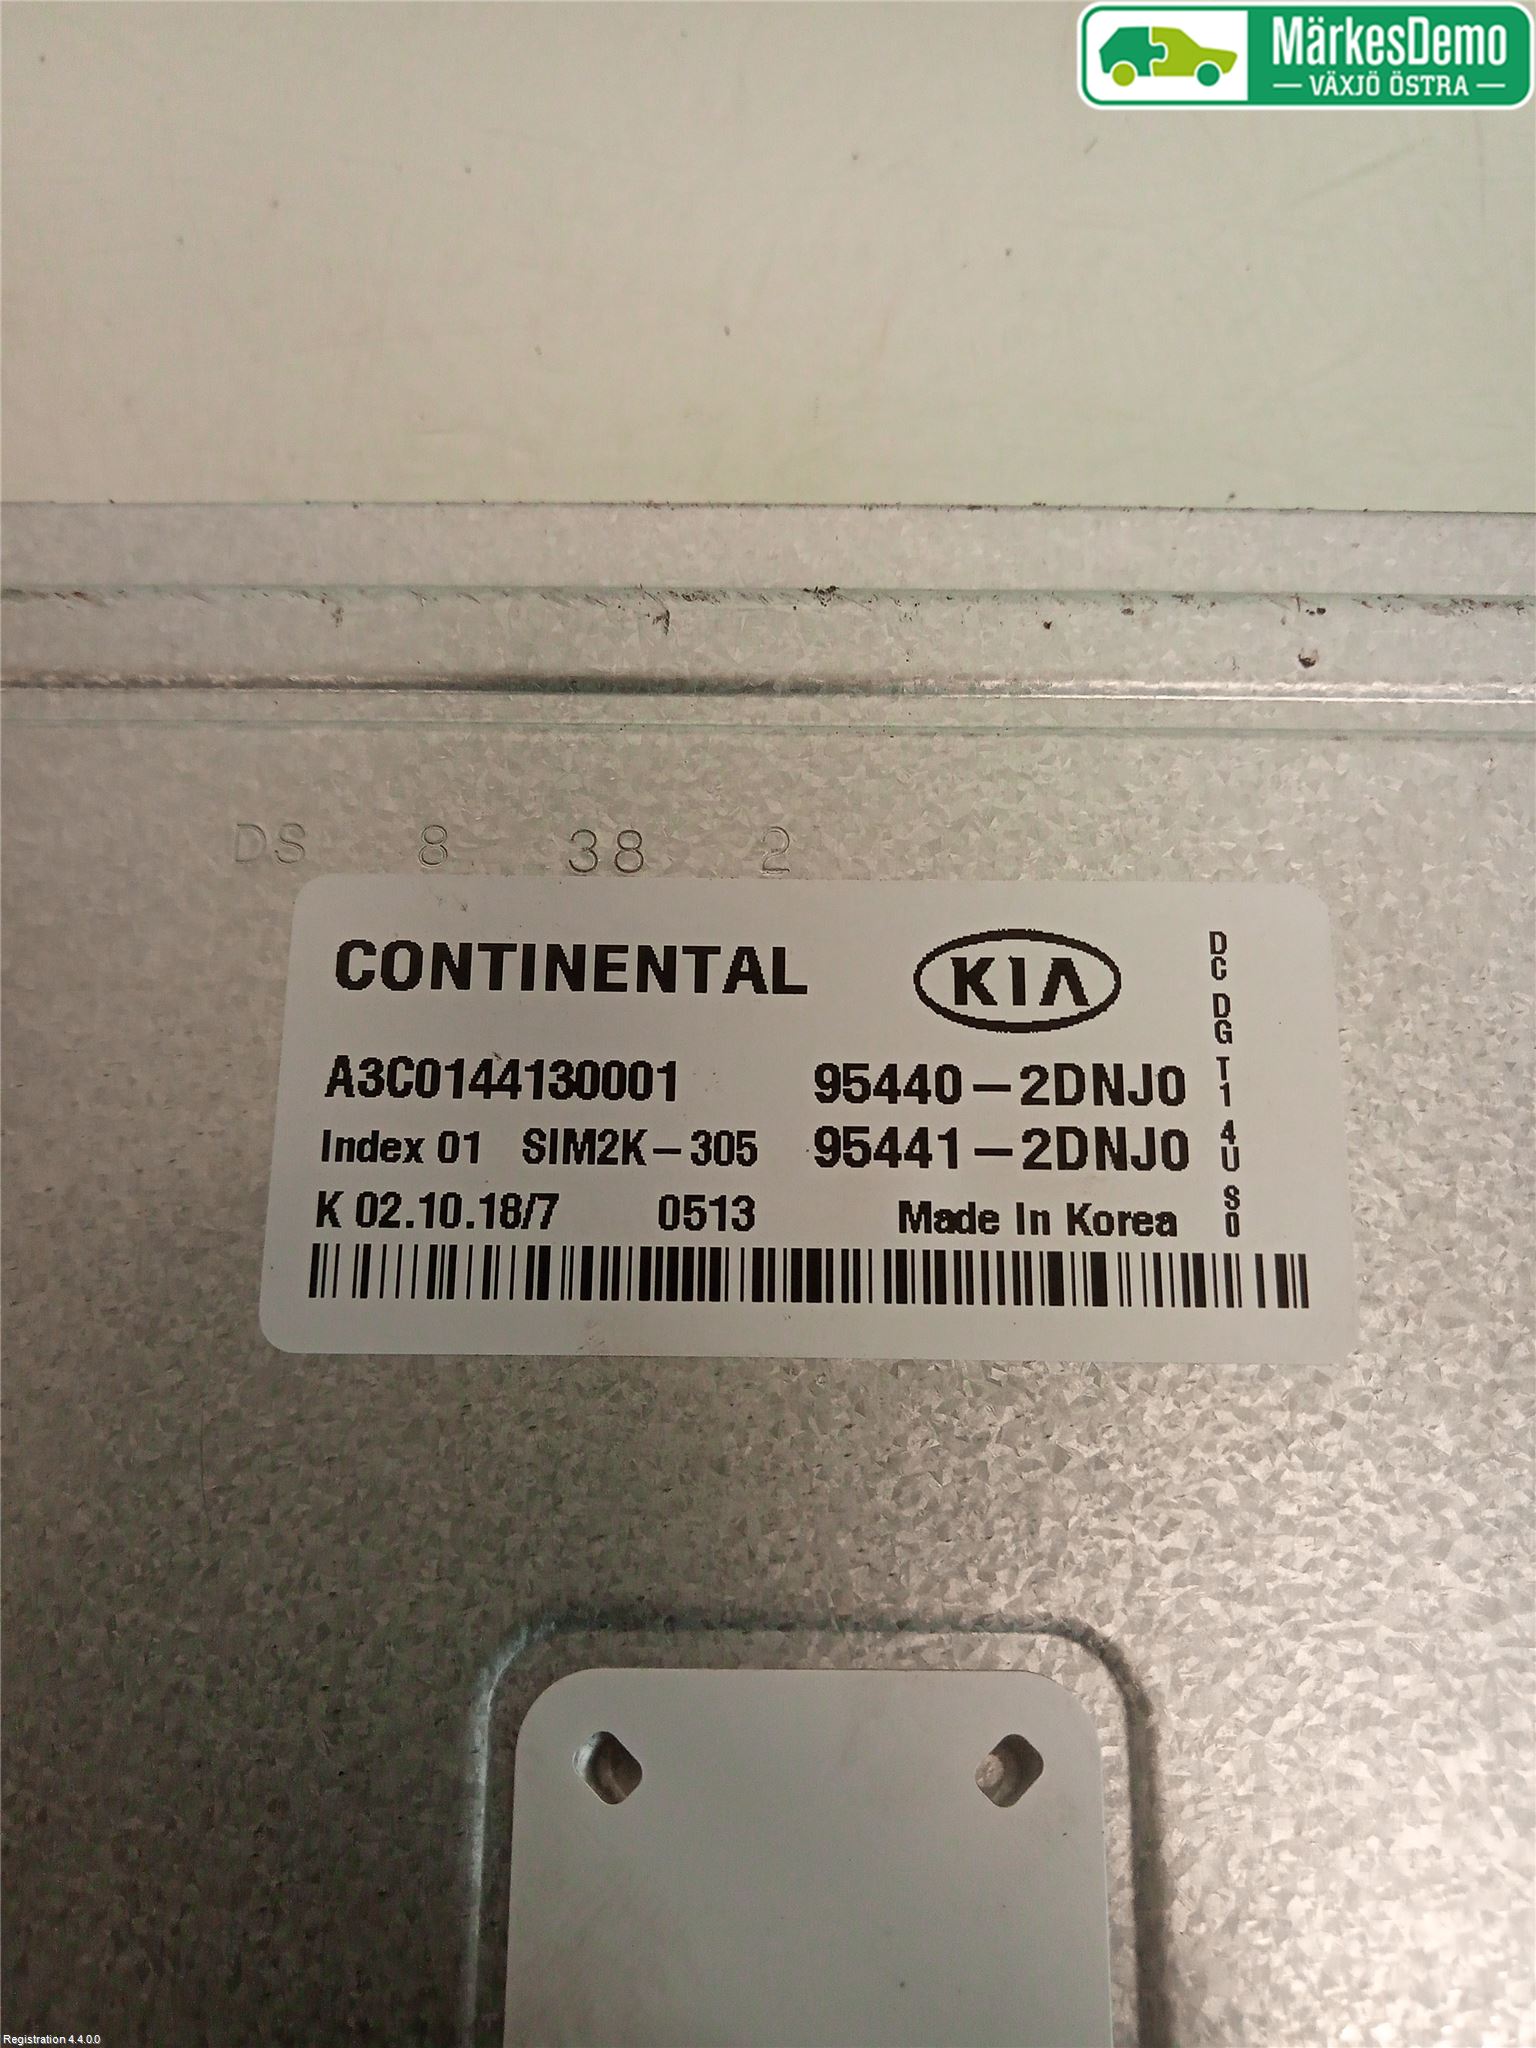 MärkesDemo
VÄXJÖ ÖSTRA
DS 8 38 2
CONTINENTAL
KIA
A3C0144130001 95440-2DNJ0
Index 01 SIM2K-305 95441-2DNJ0
K 02.10.18/7 0513 Made In Korea
DC DG T1 4U S0
Registration 4.4.0.0